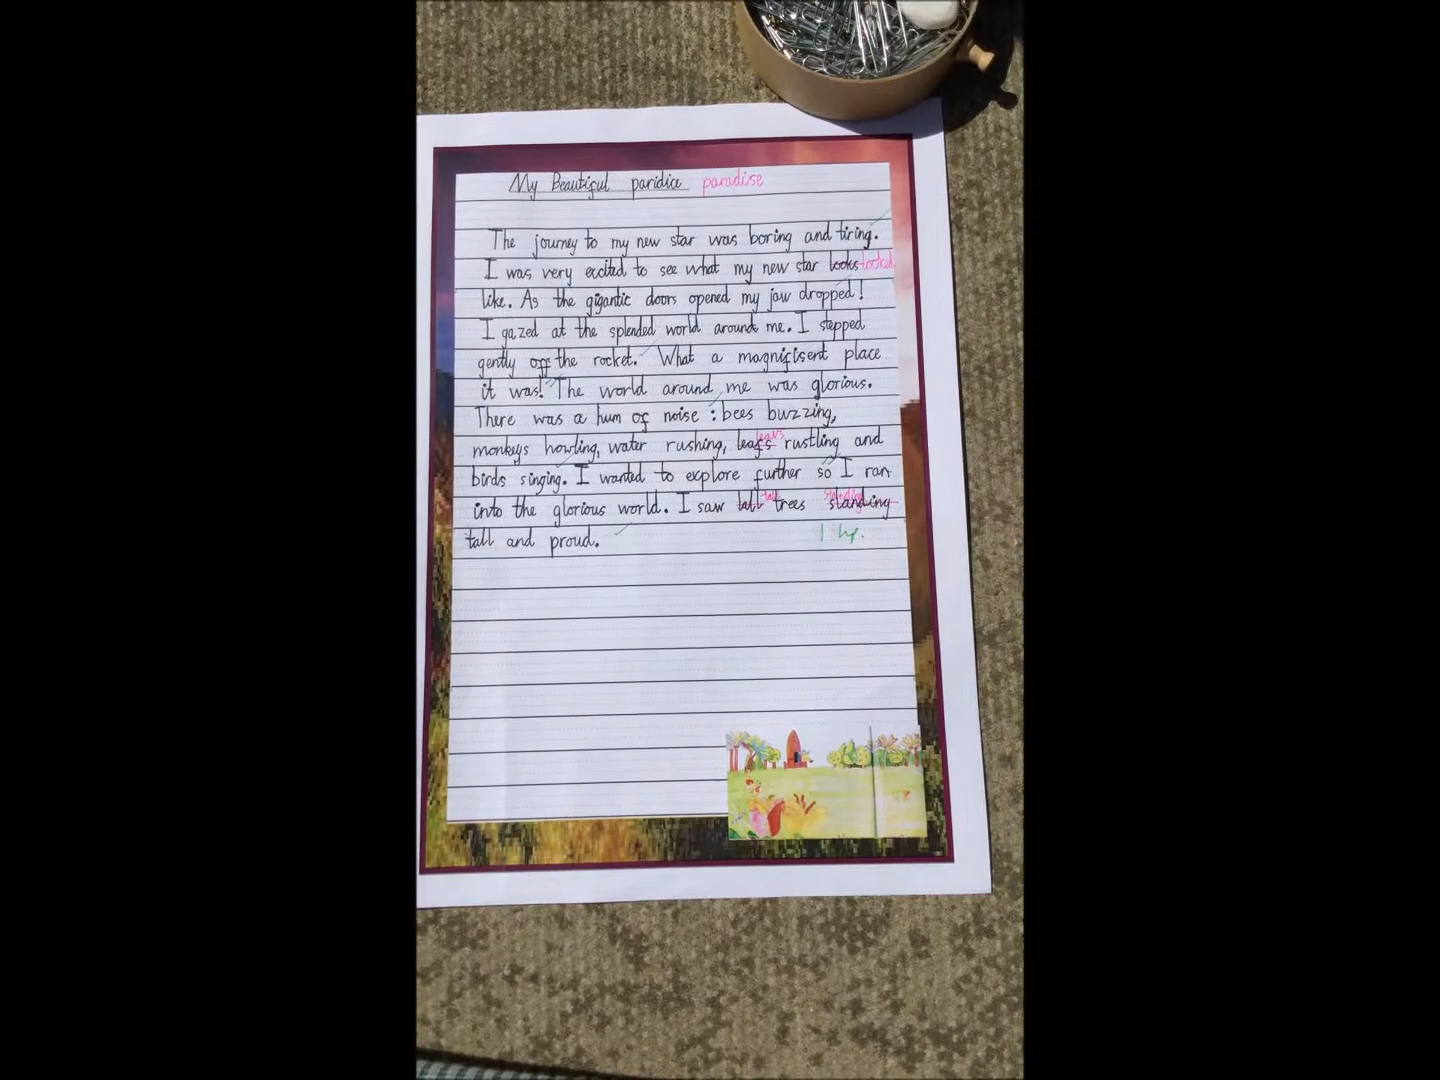 My Beautiful paridice paradise
The journey to my new star was boring and tiring.
I was very excited to see what my new star looks looked
like. As the gigantic doors opened my jaw dropped!
I gazed at the splended world around me. I stepped
gently off the rocket. What a magnifisent place
it was! The world around me was glorious.
There was a hum of noise : bees buzzing,
monkeys howling, water rushing, leafs leavs rustling and
birds singing. I wanted to explore further so I ran
into the glorious world. I saw tall tall trees standing standing
tall and proud.